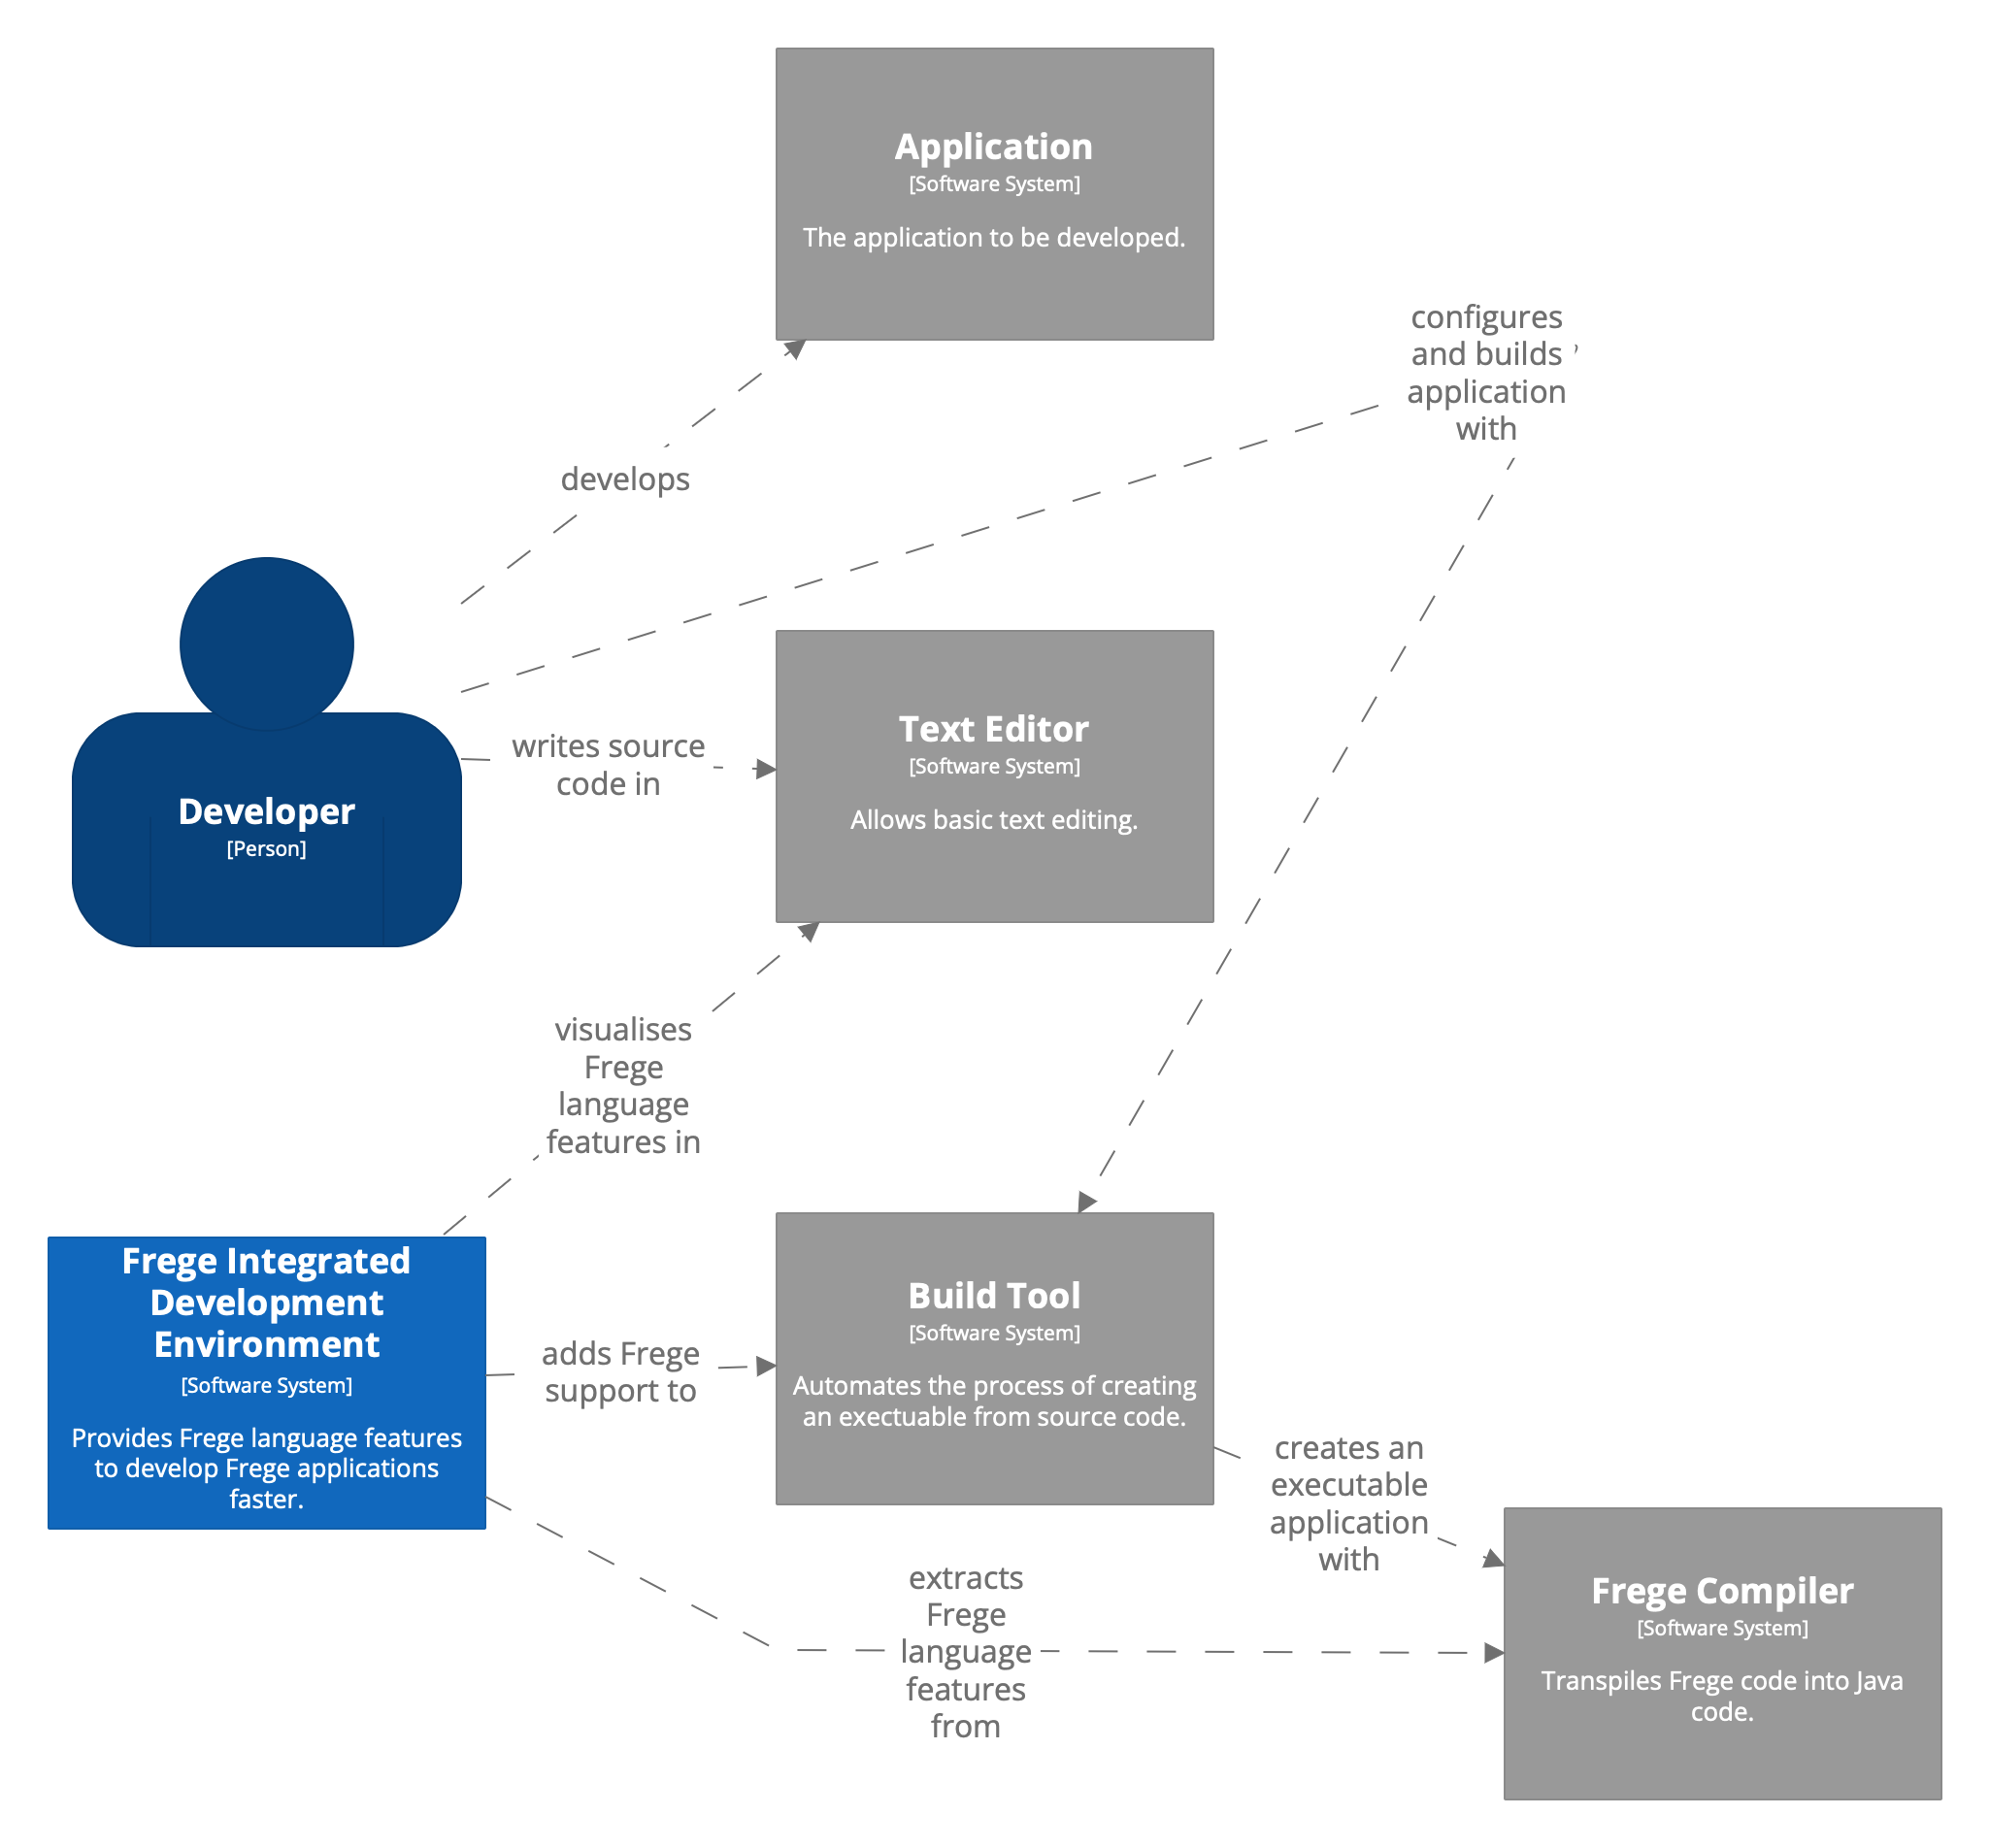 Application
[Software System]
The application to be developed.
configures
and builds
application
with
develops
Text Editor
[Software System]
Allows basic text editing.
writes source
code in
Developer
[Person]
visualises
Frege
language
features in
Frege Integrated
Development
Environment
[Software System]
Provides Frege language features
to develop Frege applications
faster.
adds Frege
support to
Build Tool
[Software System]
Automates the process of creating
an exectuable from source code.
creates an
executable
application
with
extracts
Frege
language
features
from
Frege Compiler
[Software System]
Transpiles Frege code into Java
code.